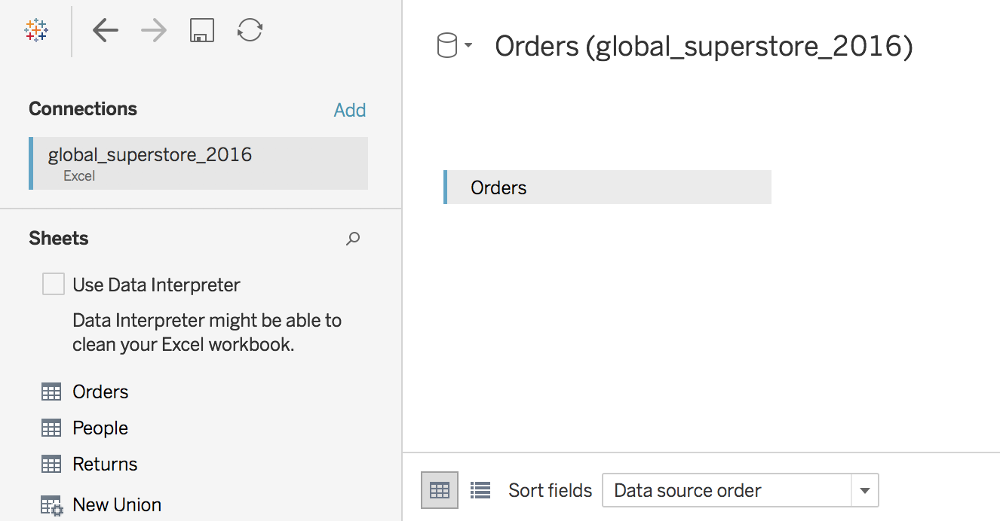 Connections
Add
global_superstore_2016
Excel
Sheets
Use Data Interpreter
Data Interpreter might be able to
clean your Excel workbook.
Orders
People
Returns
New Union
Orders (global_superstore_2016)
Orders
Sort fields
Data source order